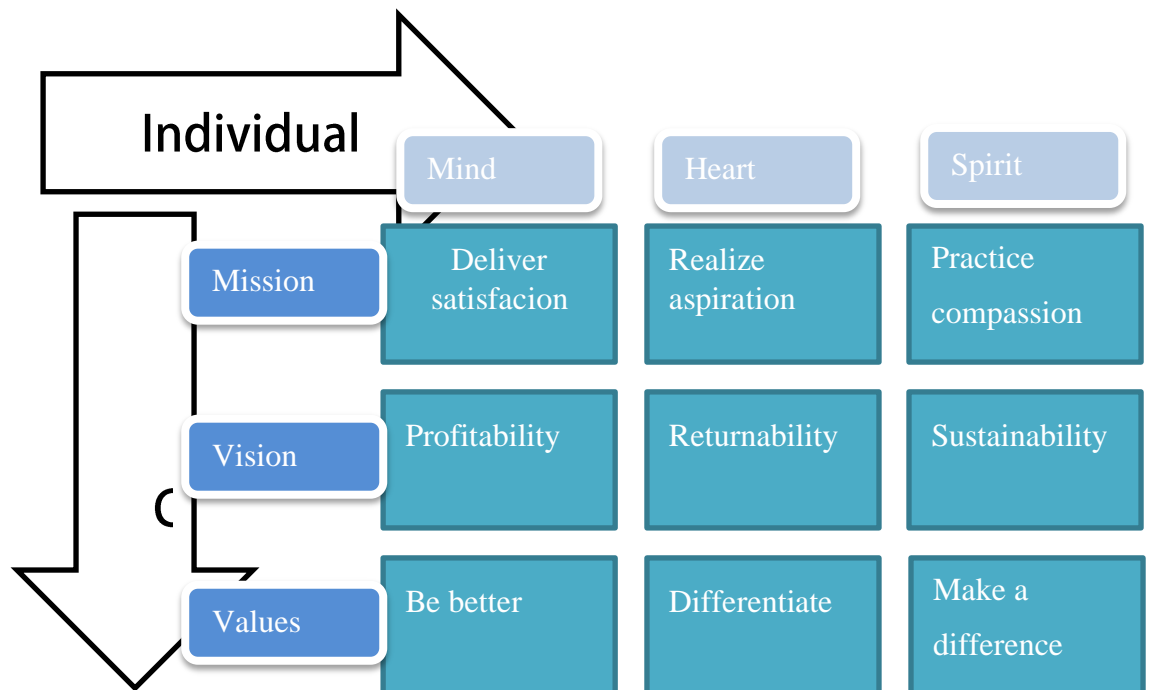 Individual
Mind
Heart
Spirit
Mission
Deliver
satisfacion
Realize
aspiration
Practice
compassion
Vision
Profitability
Returnability
Sustainability
C
Values
Be better
Differentiate
Make a
difference